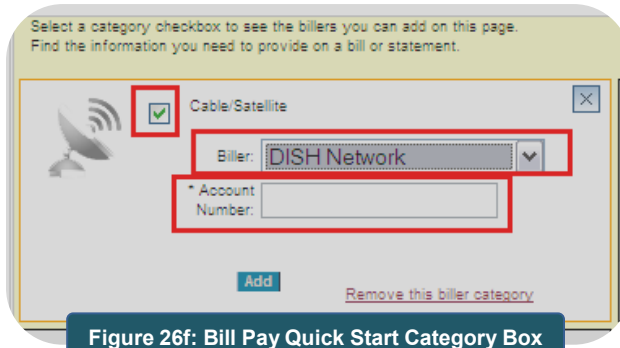 Select a category checkbox to see the billers you can add on this page.
Find the information you need to provide on a bill or statement.
Cable/Satellite
Biller: DISH Network
* Account
Number:
Add
Remove this biller category
Figure 26f: Bill Pay Quick Start Category Box